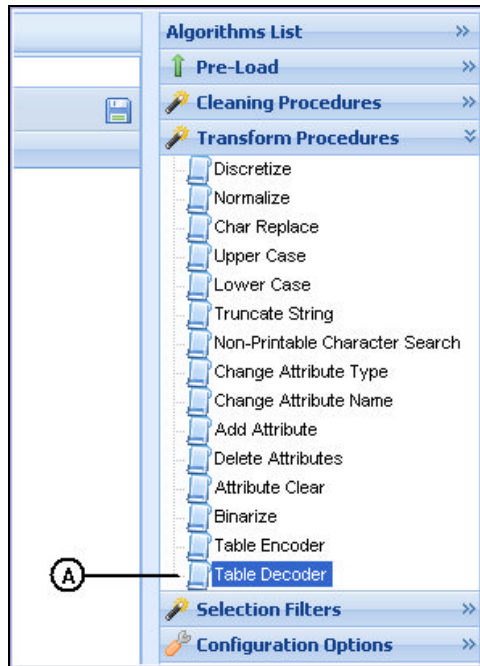 Algorithms List
Pre-Load
Cleaning Procedures
Transform Procedures
Discretize
Normalize
Char Replace
Upper Case
Lower Case
Truncate String
Non-Printable Character Search
Change Attribute Type
Change Attribute Name
Add Attribute
Delete Attributes
Attribute Clear
Binarize
Table Encoder
A Table Decoder
Selection Filters
Configuration Options